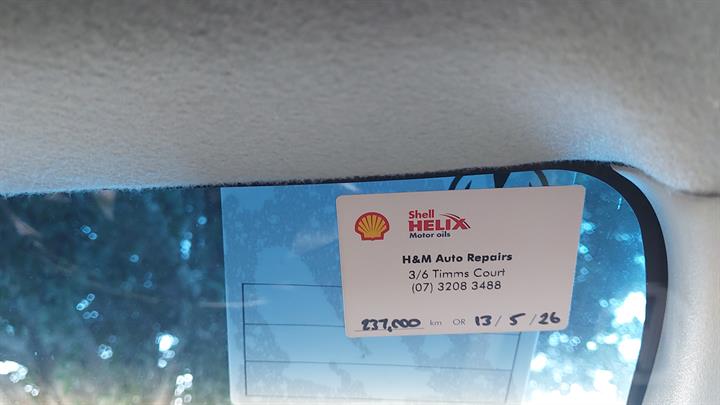 Shell
HELIX
Motor oils
H&M Auto Repairs
3/6 Timms Court
(07) 3208 3488
237,000 km OR 13/5/26